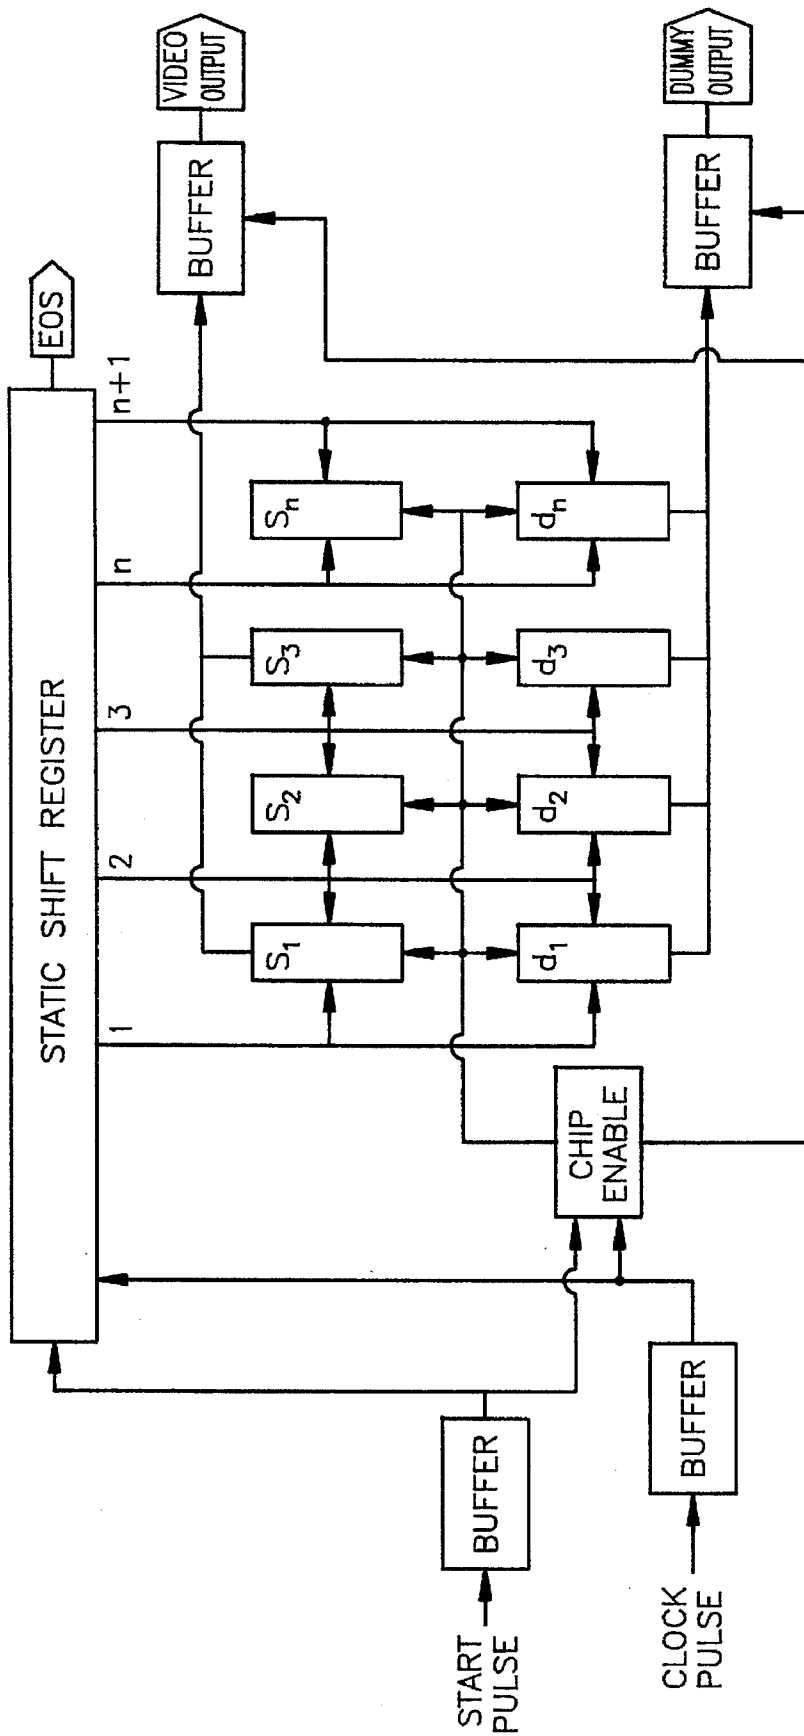 STATIC SHIFT REGISTER
EOS
1
2
3
n
n+1
S1
S2
S3
Sn
BUFFER
VIDEO
OUTPUT
d1
d2
d3
dn
BUFFER
DUMMY
OUTPUT
CHIP
ENABLE
START
PULSE
BUFFER
CLOCK
PULSE
BUFFER